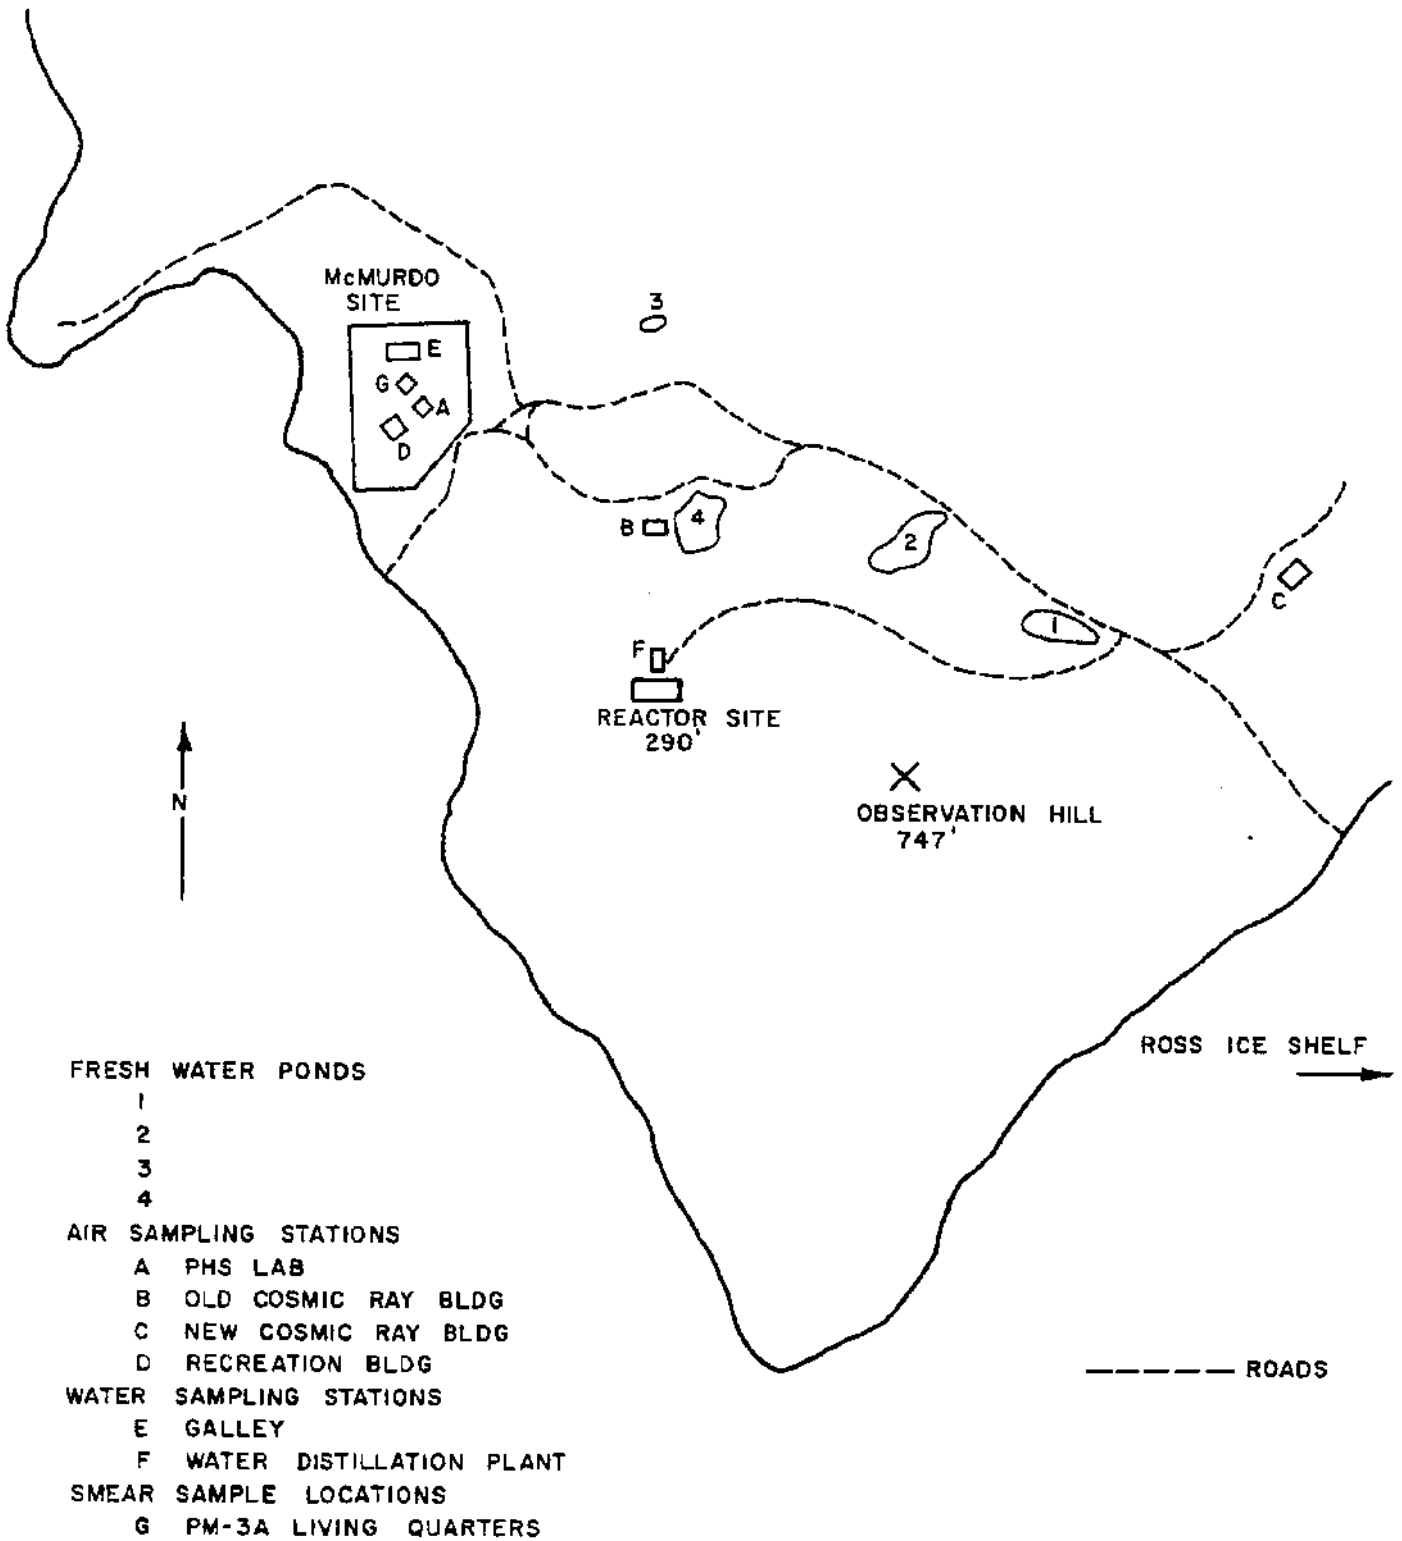 McMURDO
SITE
3
E
G
A
D
B
4
2
C
1
F
REACTOR SITE
290'
N
OBSERVATION HILL
747'
ROSS ICE SHELF
FRESH WATER PONDS
1
2
3
4
AIR SAMPLING STATIONS
A PHS LAB
B OLD COSMIC RAY BLDG
C NEW COSMIC RAY BLDG
D RECREATION BLDG
ROADS
WATER SAMPLING STATIONS
E GALLEY
F WATER DISTILLATION PLANT
SMEAR SAMPLE LOCATIONS
G PM-3A LIVING QUARTERS